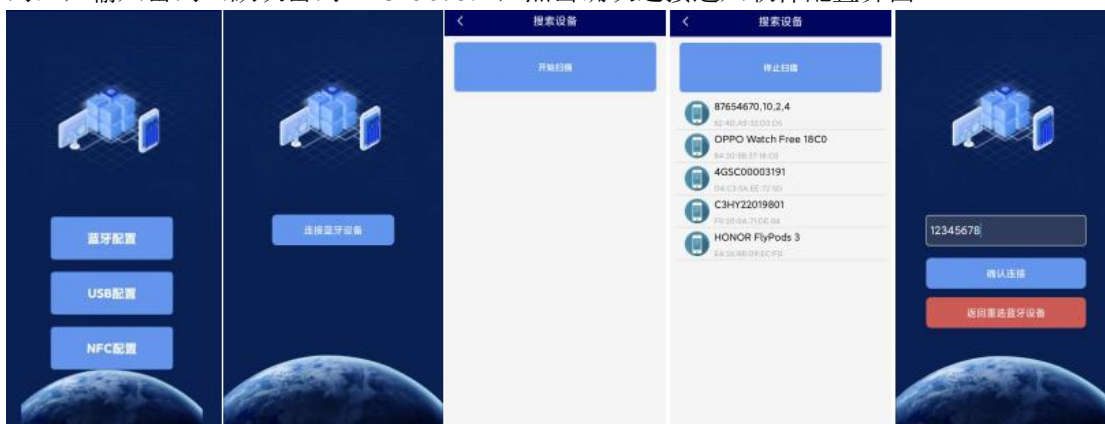 蓝牙配置
USB配置
NFC配置
连接蓝牙设备
搜索设备
开始扫描
搜索设备
停止扫描
87654670,10,2,4
OPPO Watch Free 18C0
4GSC00003191
C3HY22019801
HONOR FlyPods 3
12345678
确认连接
返回重选蓝牙设备